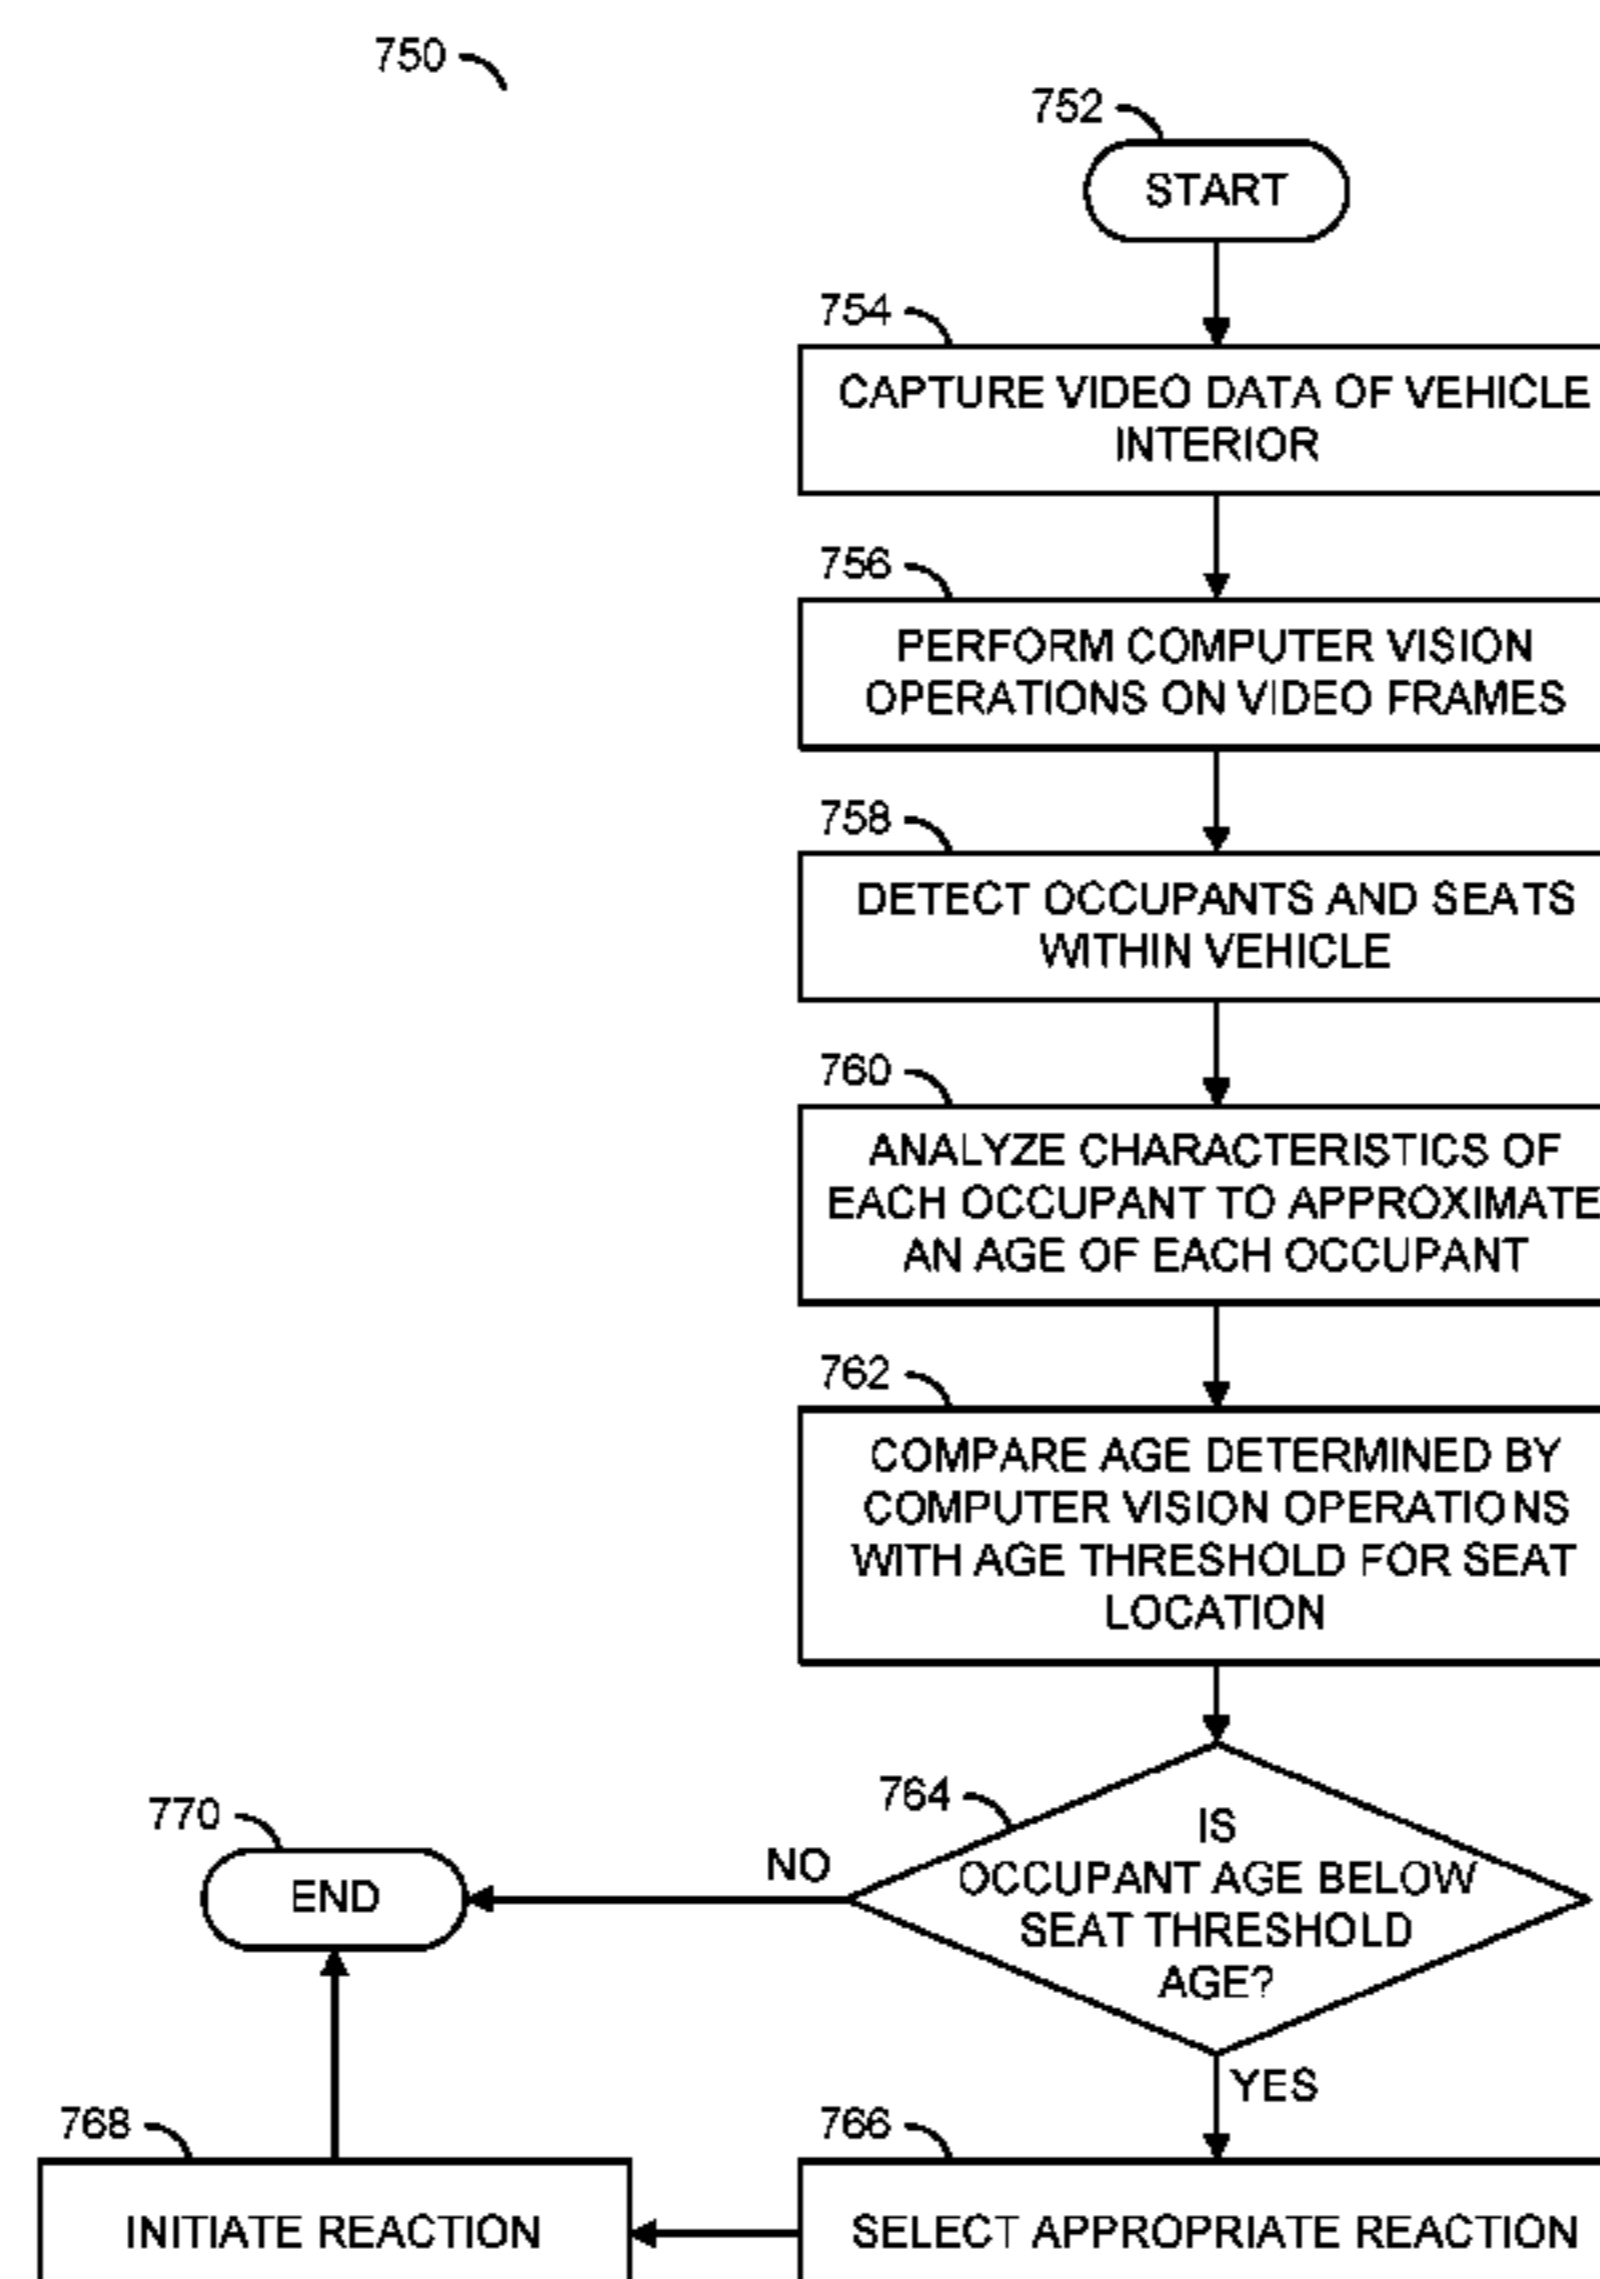 750
752
START
754
CAPTURE VIDEO DATA OF VEHICLE
INTERIOR
756
PERFORM COMPUTER VISION
OPERATIONS ON VIDEO FRAMES
758
DETECT OCCUPANTS AND SEATS
WITHIN VEHICLE
760
ANALYZE CHARACTERISTICS OF
EACH OCCUPANT TO APPROXIMATE
AN AGE OF EACH OCCUPANT
762
COMPARE AGE DETERMINED BY
COMPUTER VISION OPERATIONS
WITH AGE THRESHOLD FOR SEAT
LOCATION
764
IS
OCCUPANT AGE BELOW
SEAT THRESHOLD
AGE?
NO
770
END
YES
766
SELECT APPROPRIATE REACTION
768
INITIATE REACTION